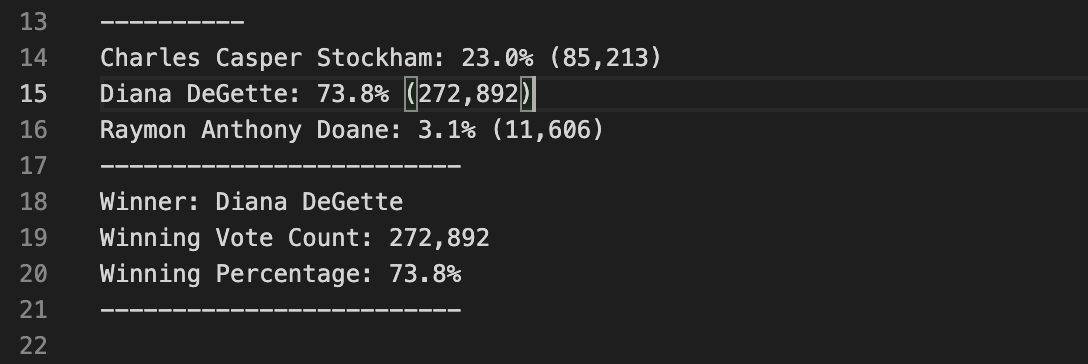 13 ----------
14 Charles Casper Stockham: 23.0% (85,213)
15 Diana DeGette: 73.8% (272,892)
16 Raymon Anthony Doane: 3.1% (11,606)
17 -------------------------
18 Winner: Diana DeGette
19 Winning Vote Count: 272,892
20 Winning Percentage: 73.8%
21 -------------------------
22